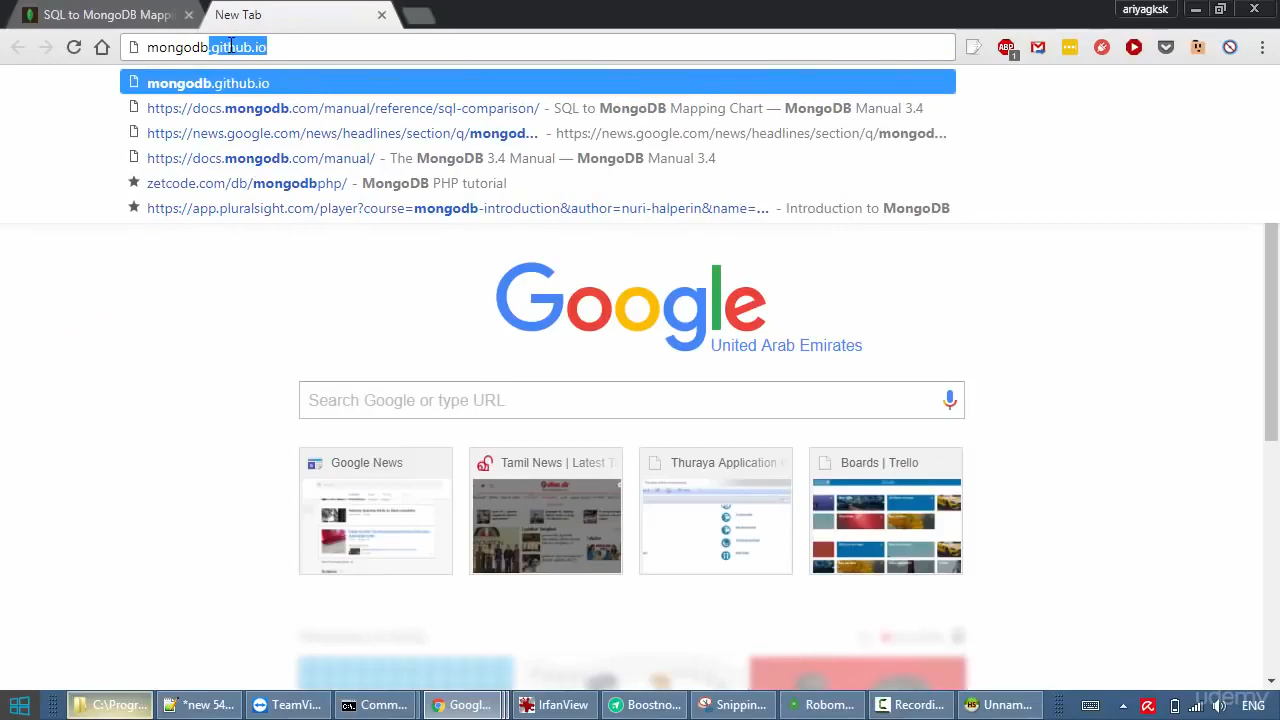 SQL to MongoDB Mappi
New Tab
ariyagksk
mongodb.github.io
1
mongodb.github.io
https://docs.mongodb.com/manual/reference/sql-comparison/ - SQL to MongoDB Mapping Chart — MongoDB Manual 3.4
https://news.google.com/news/headlines/section/q/mongod... - https://news.google.com/news/headlines/section/q/mongod...
https://docs.mongodb.com/manual/ - The MongoDB 3.4 Manual — MongoDB Manual 3.4
zetcode.com/db/mongodbphp/ - MongoDB PHP tutorial
https://app.pluralsight.com/player?course=mongodb-introduction&author=nuri-halperin&name=... - Introduction to MongoDB
Google
United Arab Emirates
Search Google or type URL
Google News
Tamil News | Latest T
Thuraya Application
Boards | Trello
C:\Progr...
new 54...
TeamVi...
Comm...
Googl...
IrfanView
Boostno...
Snippin...
Robom...
Recordi...
Unnam...
ENG
udemy